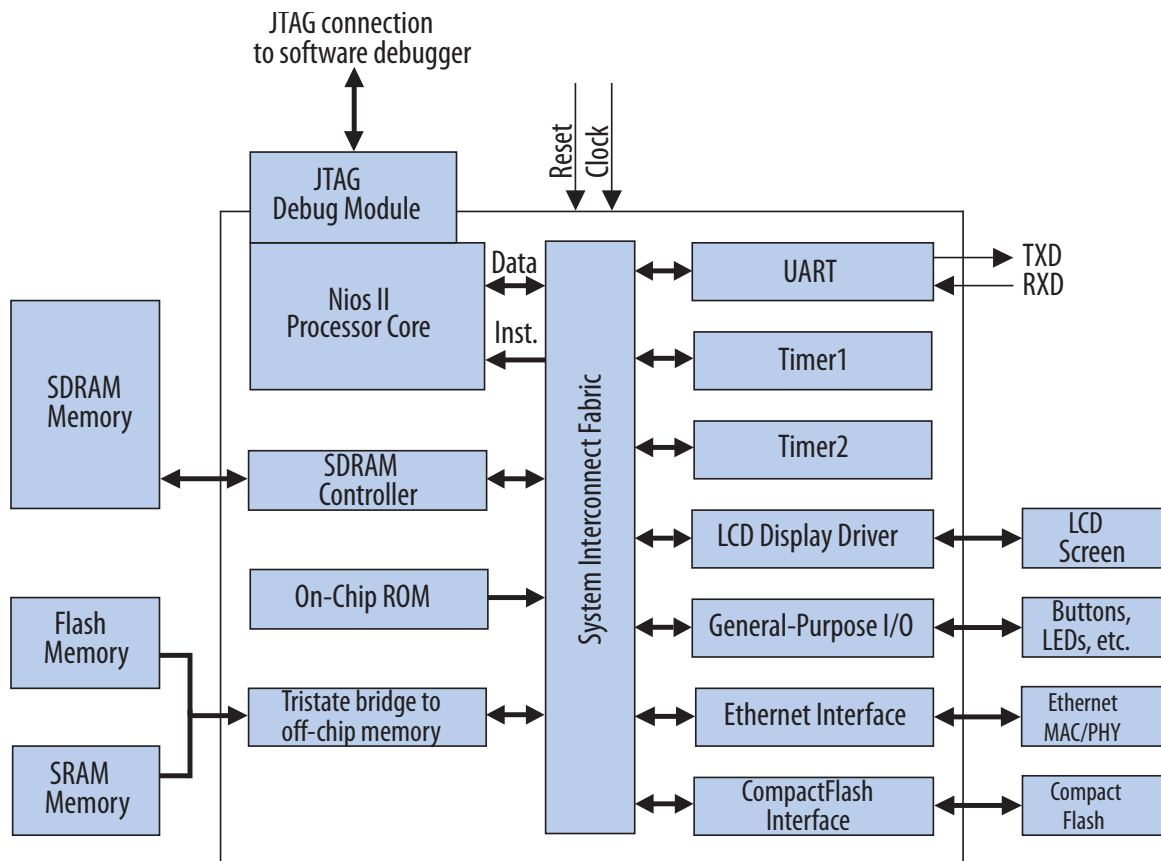 JTAG connection
to software debugger
Reset
Clock
JTAG
Debug Module
Nios II
Processor Core
Data
Inst.
System Interconnect Fabric
UART
TXD
RXD
Timer1
Timer2
SDRAM
Memory
SDRAM
Controller
LCD Display Driver
LCD
Screen
On-Chip ROM
General-Purpose I/O
Buttons,
LEDs, etc.
Flash
Memory
Tristate bridge to
off-chip memory
Ethernet Interface
Ethernet
MAC/PHY
SRAM
Memory
CompactFlash
Interface
Compact
Flash